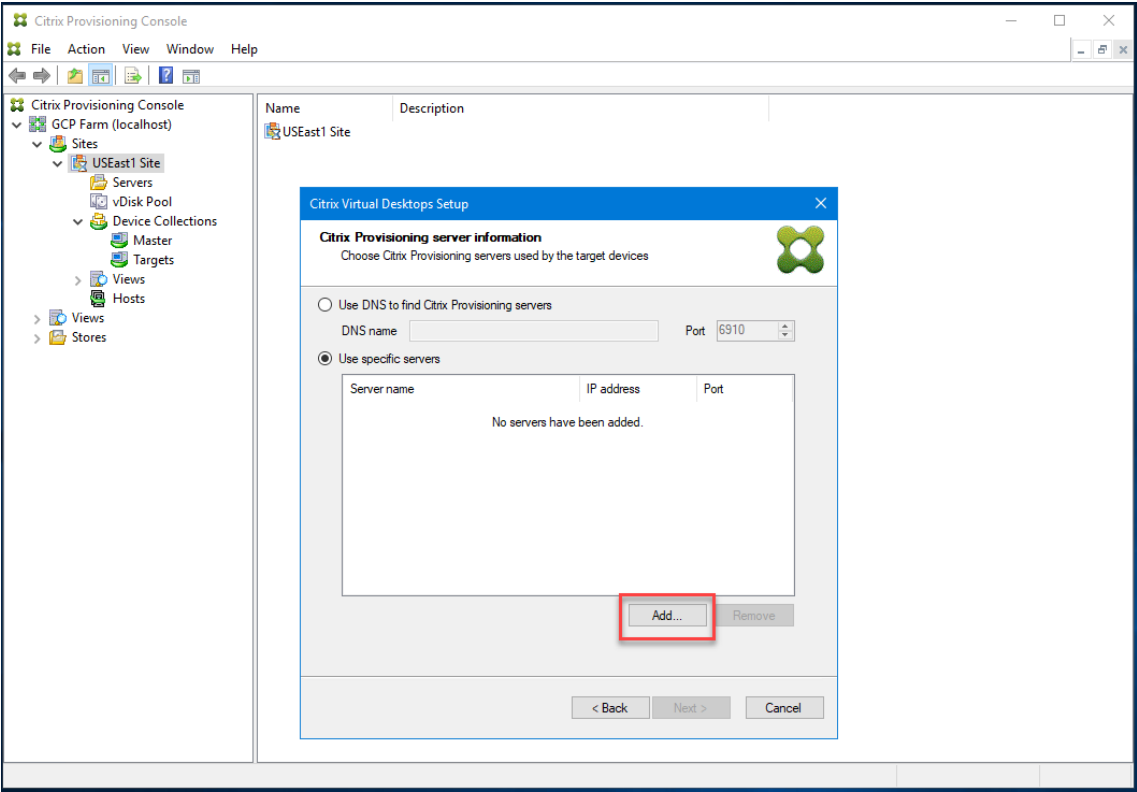 Citrix Provisioning Console
File Action View Window Help
Citrix Provisioning Console
GCP Farm (localhost)
Sites
USEast1 Site
Servers
vDisk Pool
Device Collections
Master
Targets
Views
Hosts
Views
Stores
Name Description
USEast1 Site
Citrix Virtual Desktops Setup
Citrix Provisioning server information
Choose Citrix Provisioning servers used by the target devices
Use DNS to find Citrix Provisioning servers
DNS name Port 6910
Use specific servers
Server name IP address Port
No servers have been added.
Add... Remove
< Back Next > Cancel